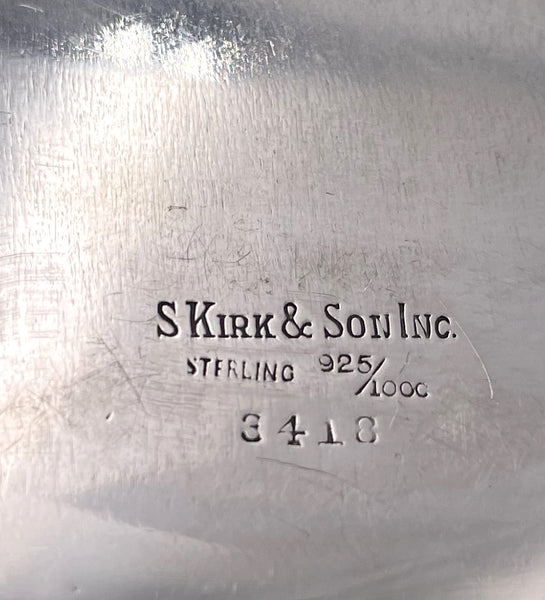 S KIRK & SON INC.
STERLING 925/1000
3418